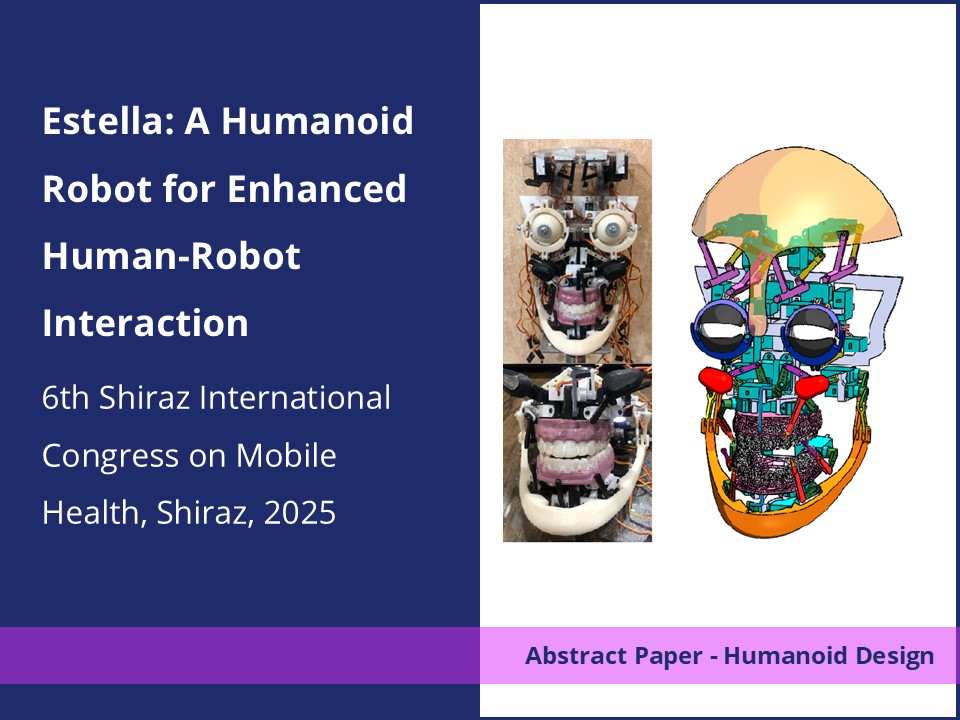 Estella: A Humanoid
Robot for Enhanced
Human-Robot
Interaction
6th Shiraz International
Congress on Mobile
Health, Shiraz, 2025
Abstract Paper - Humanoid Design